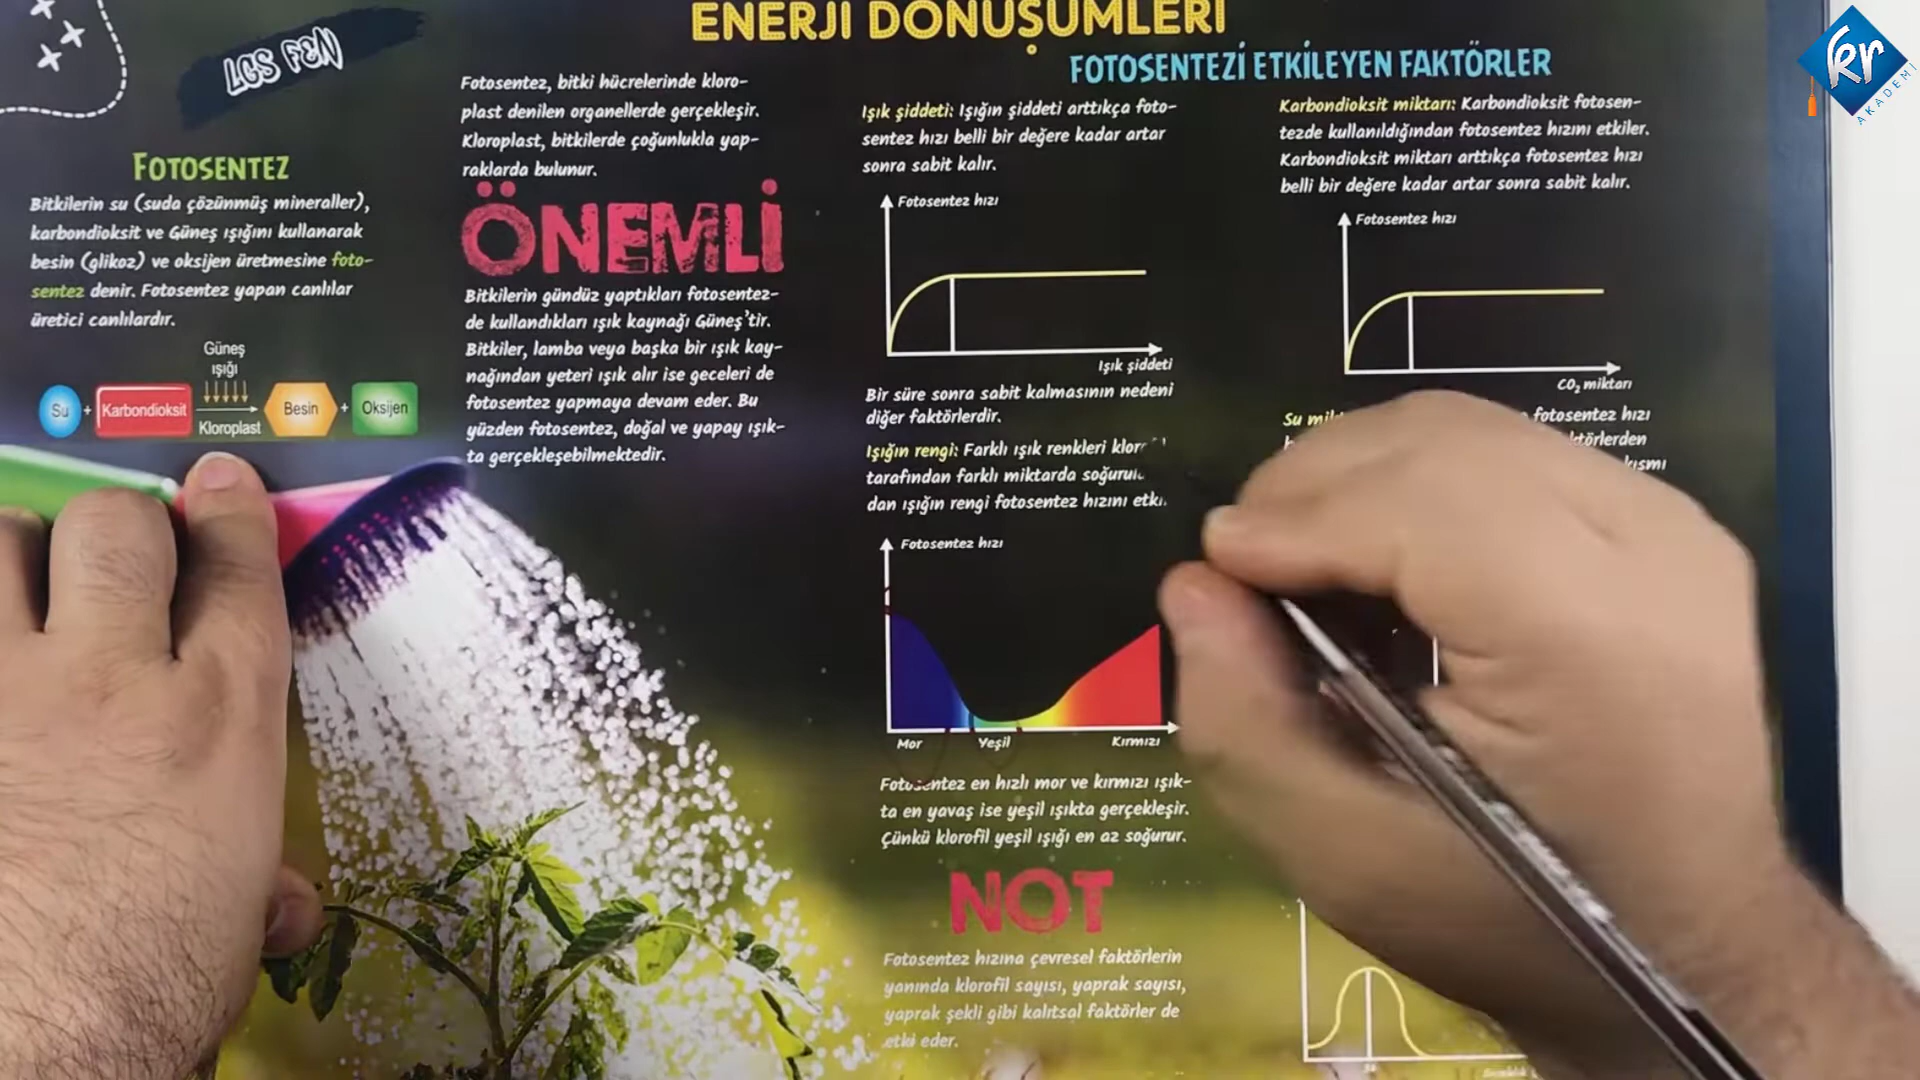 ENERJİ DÖNÜŞÜMLERİ
LGS FEN
FOTOSENTEZ
Bitkilerin su (suda çözünmüş mineraller),
karbondioksit ve Güneş ışığını kullanarak
besin (glikoz) ve oksijen üretmesine foto-
sentez denir. Fotosentez yapan canlılar
üretici canlılardır.
Güneş
ışığı
Su + Karbondioksit Besin + Oksijen
Kloroplast
Fotosentez, bitki hücrelerinde kloro-
plast denilen organellerde gerçekleşir.
Kloroplast, bitkilerde çoğunlukla yap-
raklarda bulunur.
ÖNEMLİ
Bitkilerin gündüz yaptıkları fotosentez-
de kullandıkları ışık kaynağı Güneş'tir.
Bitkiler, lamba veya başka bir ışık kay-
nağından yeteri ışık alır ise geceleri de
fotosentez yapmaya devam eder. Bu
yüzden fotosentez, doğal ve yapay ışık-
ta gerçekleşebilmektedir.
FOTOSENTEZİ ETKİLEYEN FAKTÖRLER
Işık şiddeti: Işığın şiddeti arttıkça foto-
sentez hızı belli bir değere kadar artar
sonra sabit kalır.
Fotosentez hızı
Işık şiddeti
Bir süre sonra sabit kalmasının nedeni
diğer faktörlerdir.
Işığın rengi: Farklı ışık renkleri
tarafından farklı miktarda
dan ışığın rengi fotosentez hızını
Fotosentez hızı
Mor Yeşil Kırmızı
Fotosentez en hızlı mor ve kırmızı ışık-
ta en yavaş ise yeşil ışıkta gerçekleşir.
Çünkü klorofil yeşil ışığı en az soğurur.
NOT
Fotosentez hızına çevresel faktörlerin
yanında klorofil sayısı, yaprak sayısı,
yaprak şekli gibi kalıtsal faktörler de
etki eder.
Karbondioksit miktarı: Karbondioksit fotosen-
tezde kullanıldığından fotosentez hızını etkiler.
Karbondioksit miktarı arttıkça fotosentez hızı
belli bir değere kadar artar sonra sabit kalır.
Fotosentez hızı
CO₂ miktarı
Su fotosentez hızı
kr
AKADEMİ